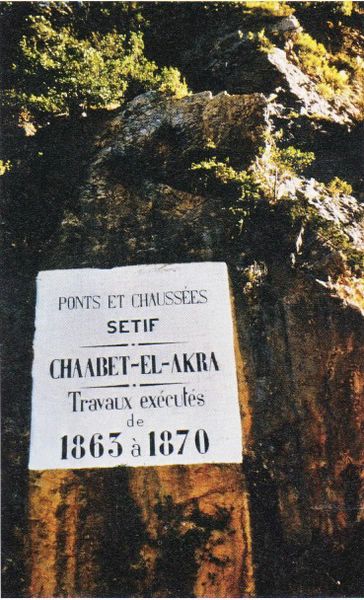 PONTS ET CHAUSSÉES
SETIF
CHAABET-EL-AKRA
Travaux exécutés
de
1863 à 1870